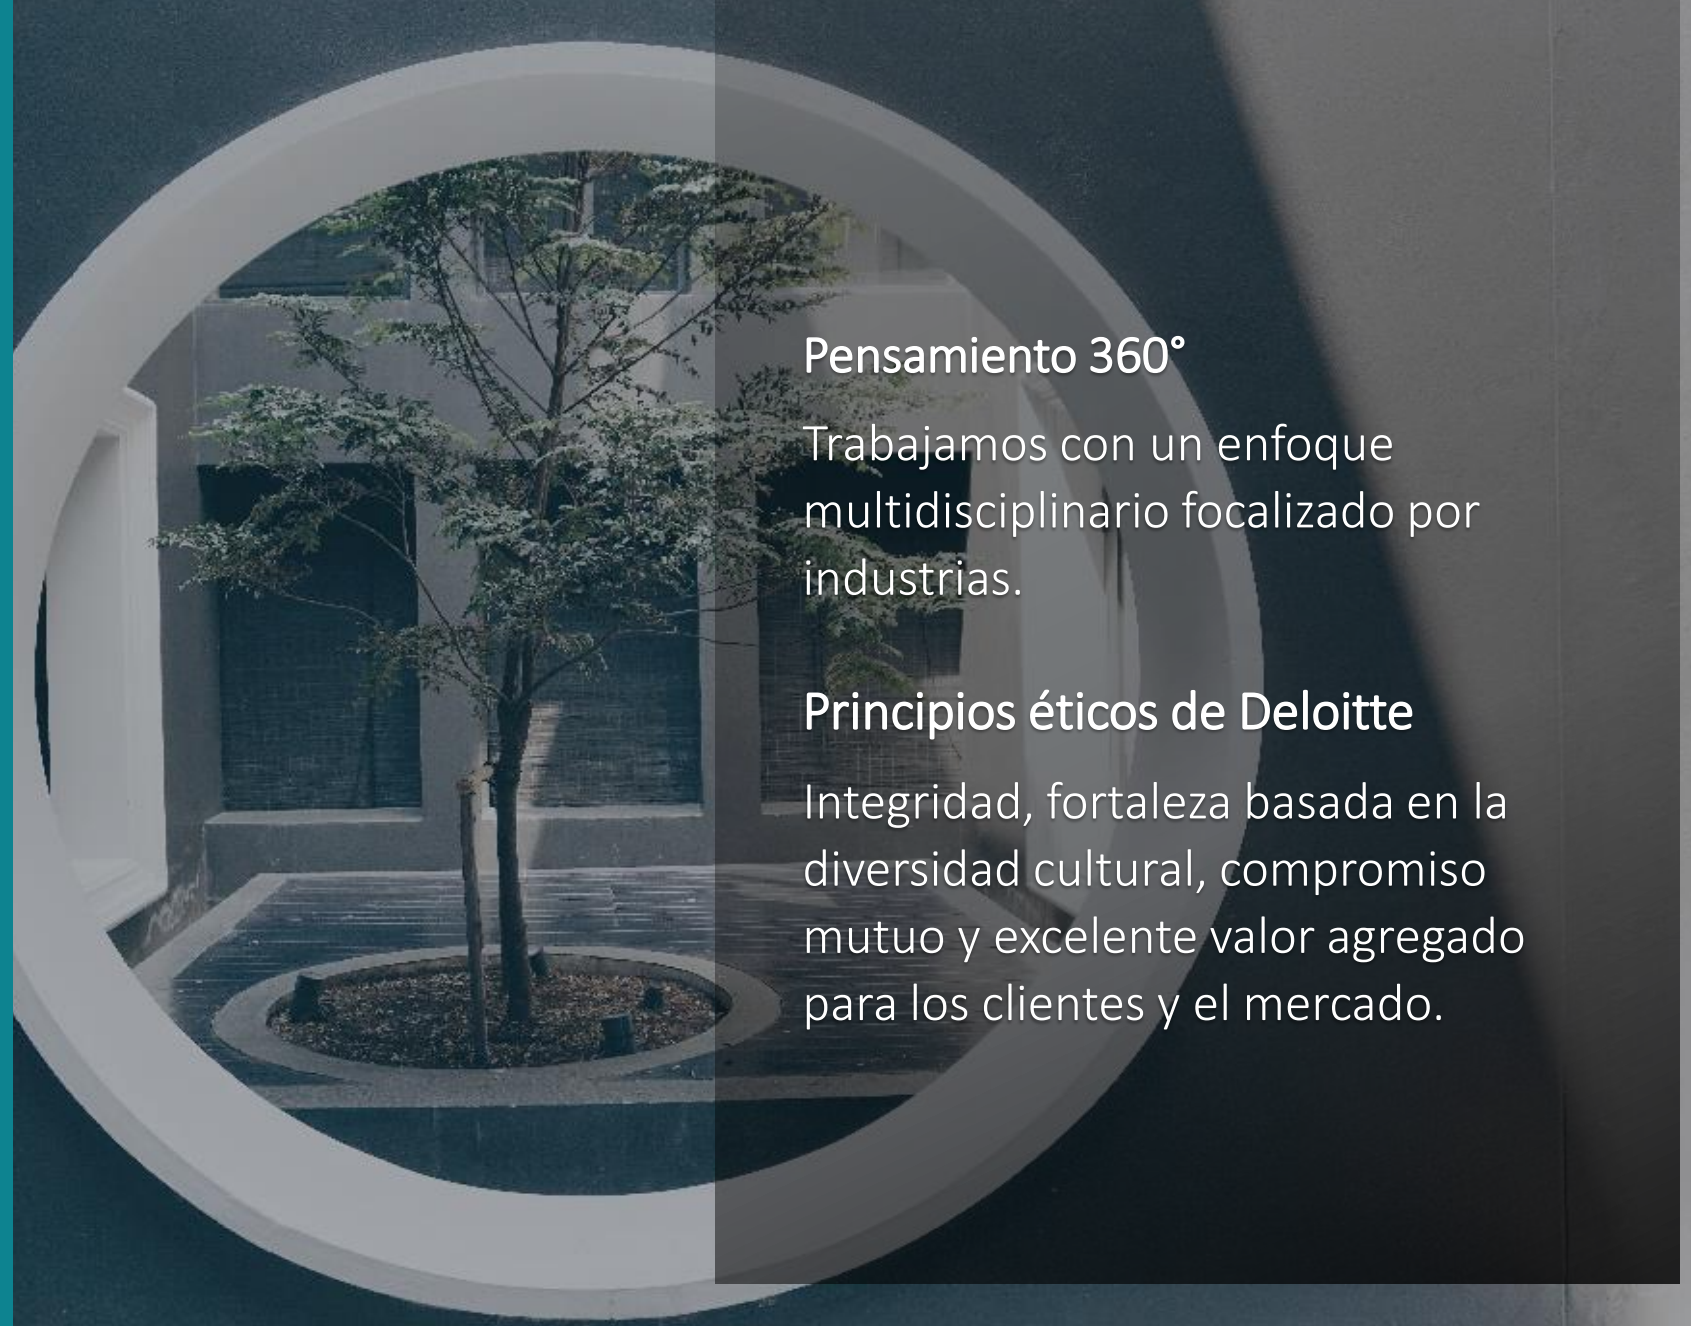 Pensamiento 360°
Trabajamos con un enfoque
multidisciplinario focalizado por
industrias.
Principios éticos de Deloitte
Integridad, fortaleza basada en la
diversidad cultural, compromiso
mutuo y excelente valor agregado
para los clientes y el mercado.